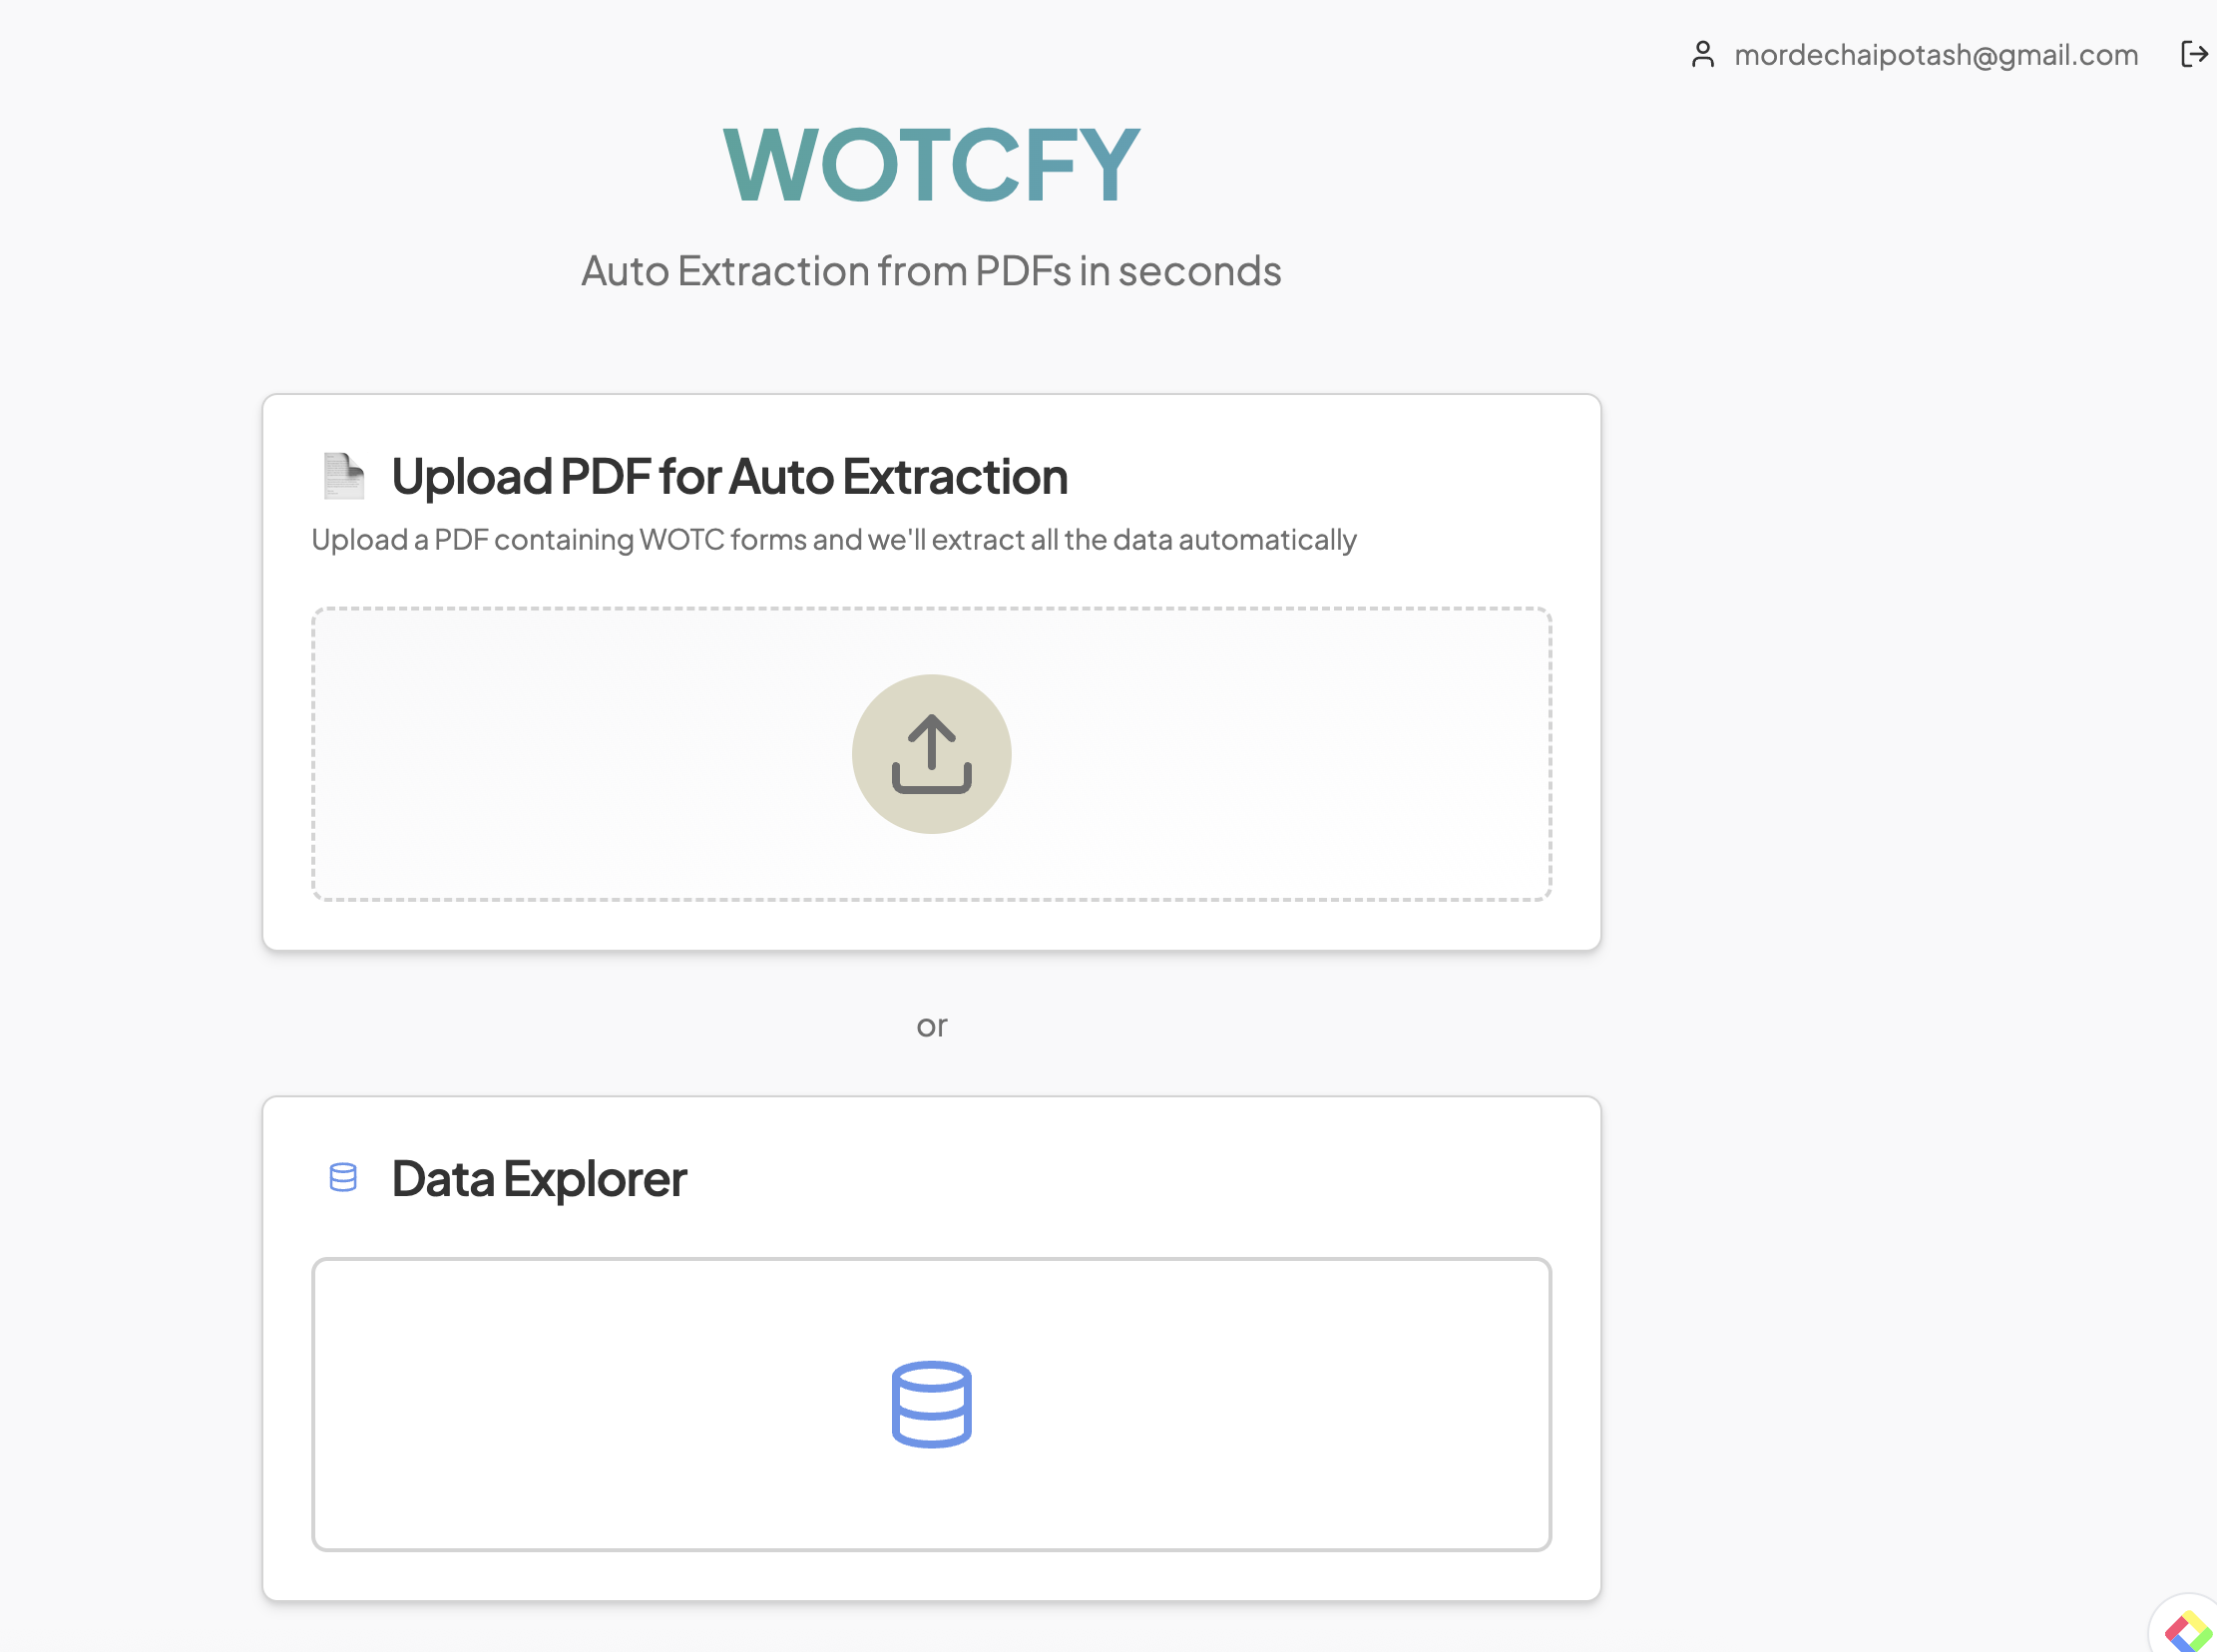 mordechaipotash@gmail.com
WOTCFY
Auto Extraction from PDFs in seconds
Upload PDF for Auto Extraction
Upload a PDF containing WOTC forms and we'll extract all the data automatically
or
Data Explorer